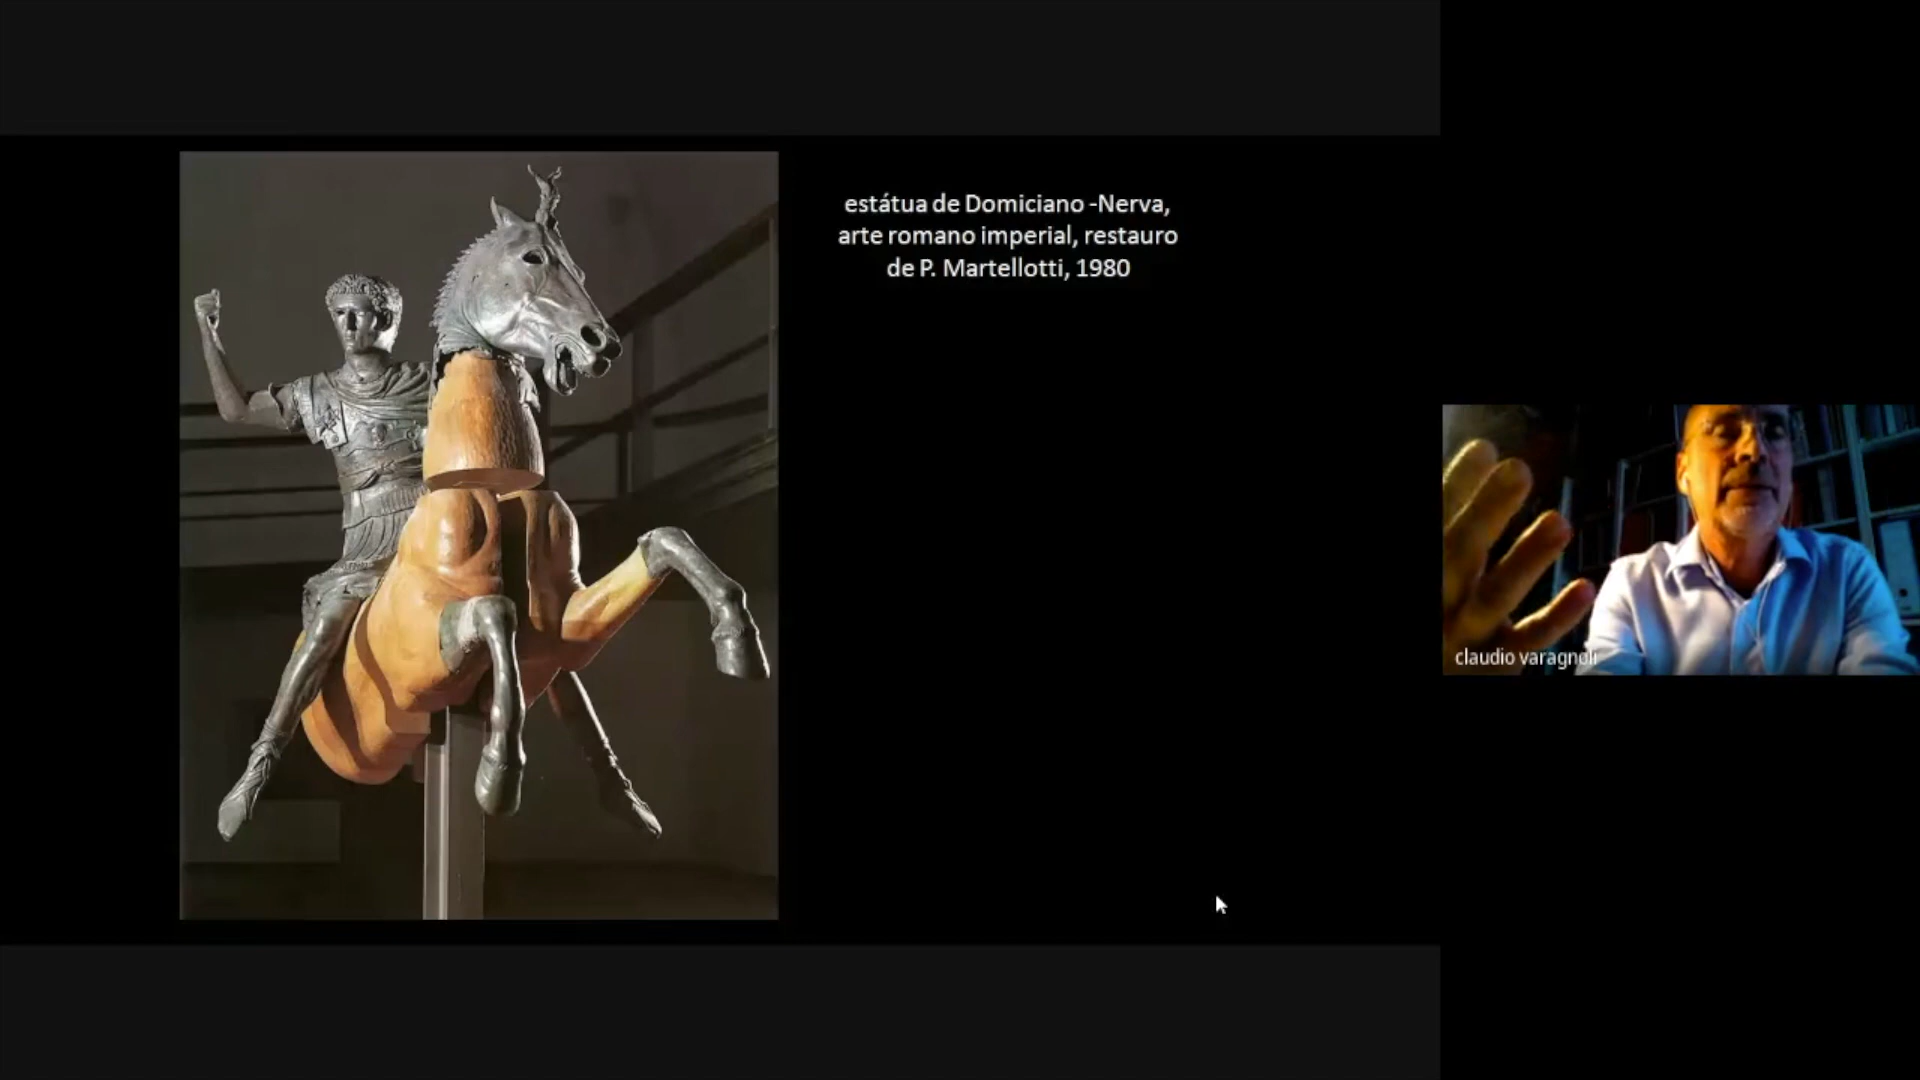 estátua de Domiciano -Nerva,
arte romano imperial, restauro
de P. Martellotti, 1980
claudio varagnoli